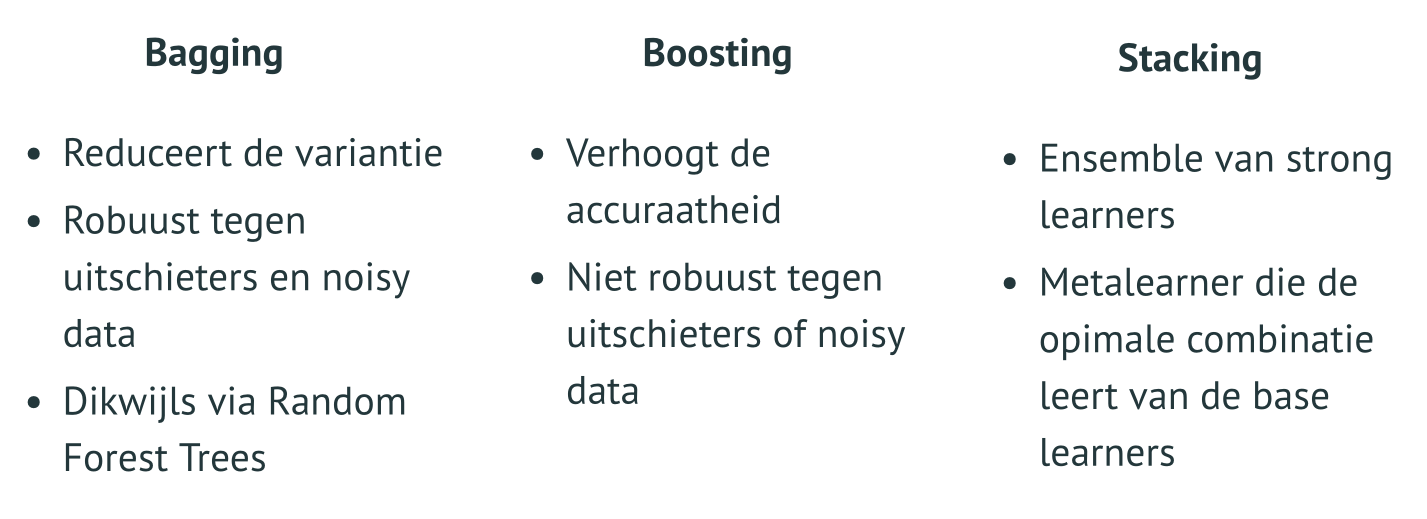 Bagging
• Reduceert de variantie
• Robuust tegen
uitschieters en noisy
data
• Dikwijls via Random
Forest Trees
Boosting
• Verhoogt de
accuraatheid
• Niet robuust tegen
uitschieters of noisy
data
Stacking
• Ensemble van strong
learners
• Metalearner die de
opimale combinatie
leert van de base
learners